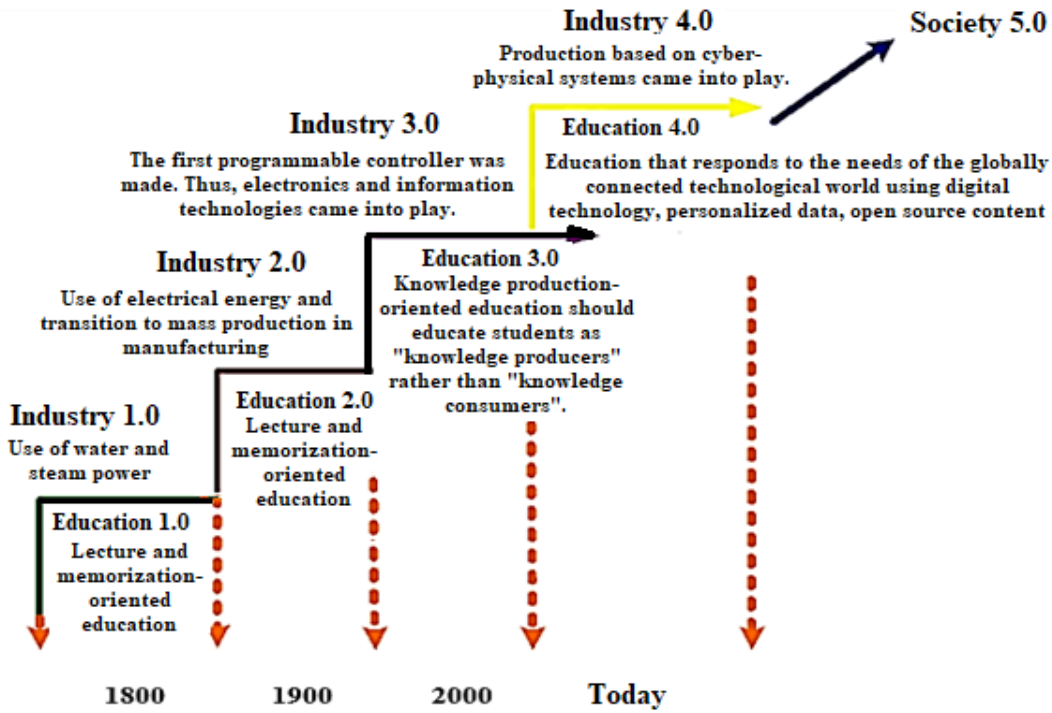 Industry 4.0
Production based on cyber-
physical systems came into play.
Society 5.0
Industry 3.0
The first programmable controller was
made. Thus, electronics and information
technologies came into play.
Education 4.0
Education that responds to the needs of the globally
connected technological world using digital
technology, personalized data, open source content
Industry 2.0
Use of electrical energy and
transition to mass production in
manufacturing
Education 3.0
Knowledge production-
oriented education should
educate students as
"knowledge producers"
rather than "knowledge
consumers".
Industry 1.0
Use of water and
steam power
Education 2.0
Lecture and
memorization-
oriented
education
Education 1.0
Lecture and
memorization-
oriented
education
1800
1900
2000
Today